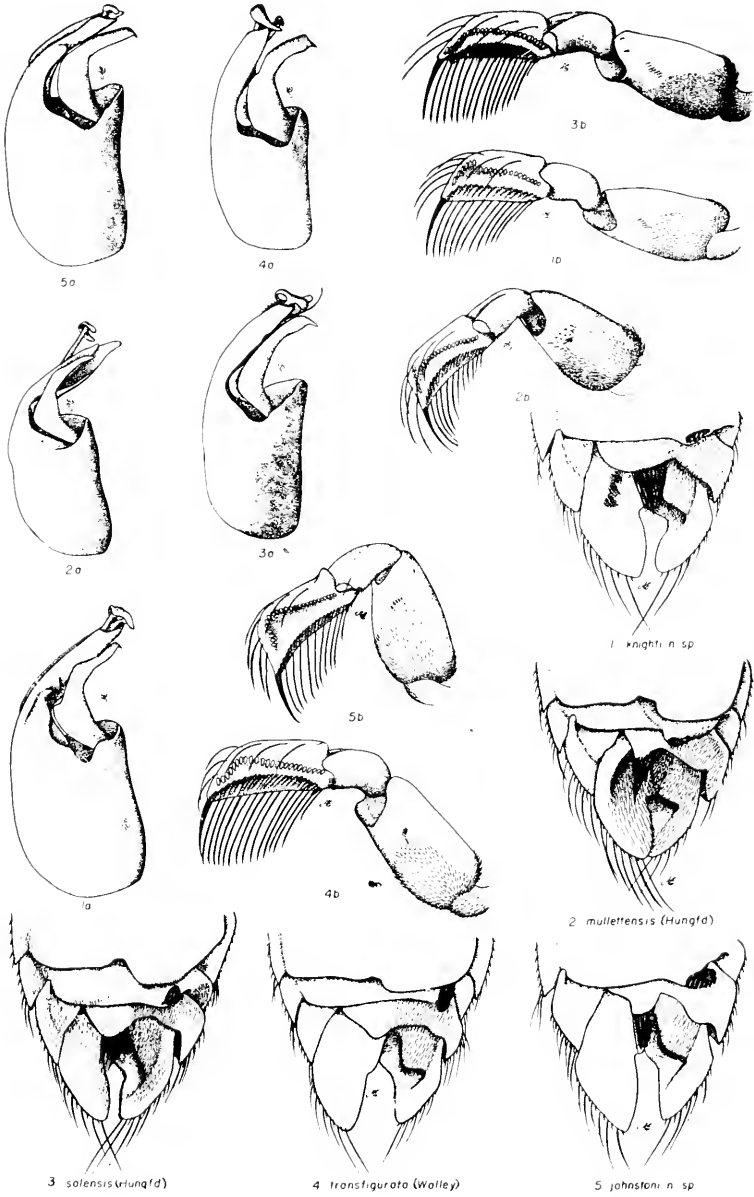 5a
4a
3b
1b
2a
3a
2b
1 knighti n sp
5b
1a
4b
2 mullettensis (Hungfd)
3 solensis (Hungfd)
4 transfigurata (Walley)
5 johnstoni n sp